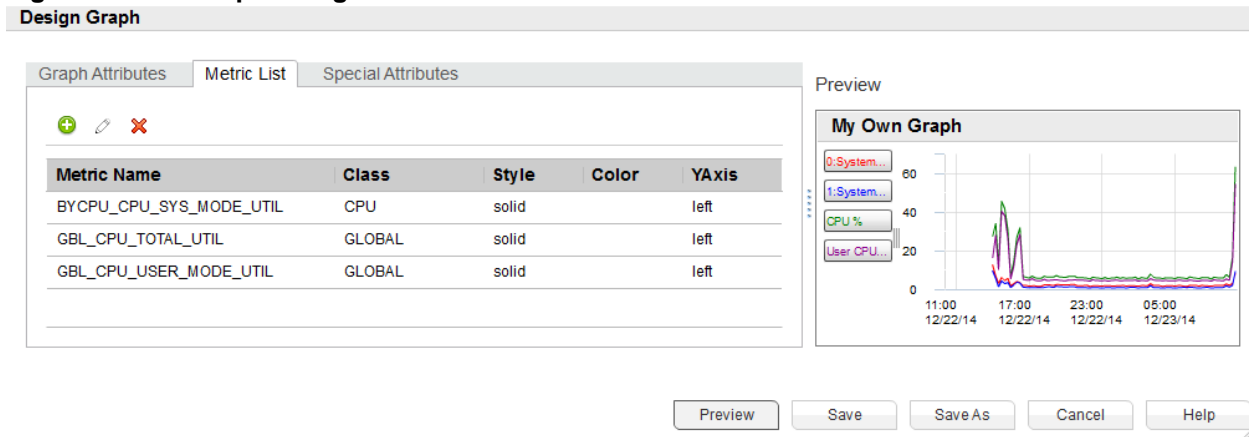 Design Graph
Graph Attributes Metric List Special Attributes
Metric Name Class Style Color YAxis
BYCPU_CPU_SYS_MODE_UTIL CPU solid left
GBL_CPU_TOTAL_UTIL GLOBAL solid left
GBL_CPU_USER_MODE_UTIL GLOBAL solid left
Preview
My Own Graph
0:System...
1:System...
CPU %
User CPU...
60
40
20
0
11:00 17:00 23:00 05:00
12/22/14 12/22/14 12/22/14 12/23/14
Preview Save Save As Cancel Help